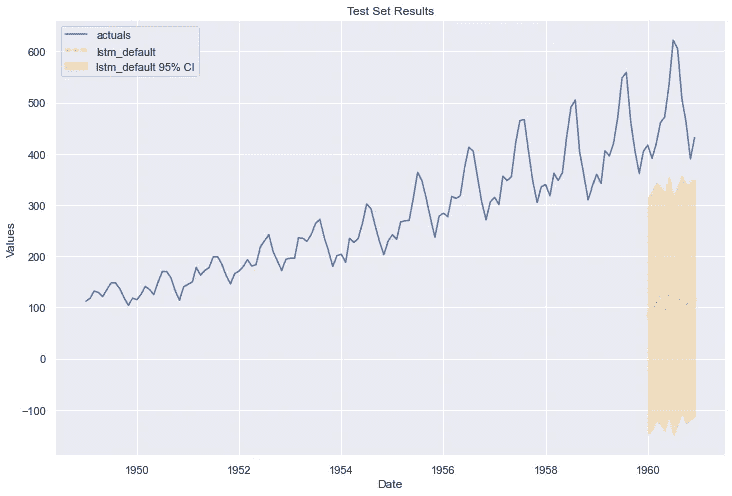 Test Set Results
actuals
lstm_default
lstm_default 95% CI
Values
600
500
400
300
200
100
0
−100
1950 1952 1954 1956 1958 1960
Date